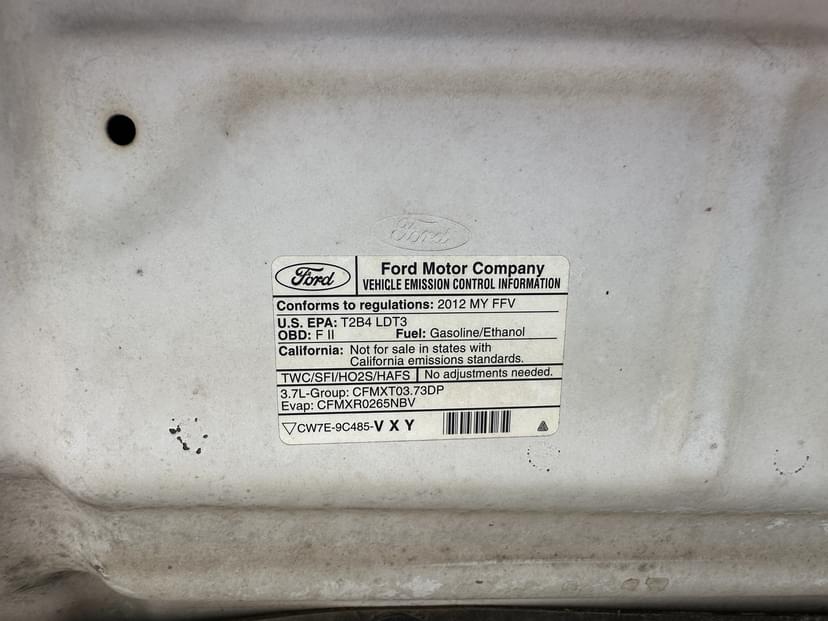 Ford
Ford
Ford Motor Company
VEHICLE EMISSION CONTROL INFORMATION
Conforms to regulations: 2012 MY FFV
U.S. EPA: T2B4 LDT3
OBD: F II Fuel: Gasoline/Ethanol
California: Not for sale in states with
California emissions standards.
TWC/SFI/HO2S/HAFS No adjustments needed.
3.7L-Group: CFMXT03.73DP
Evap: CFMXR0265NBV
CW7E-9C485-VXY